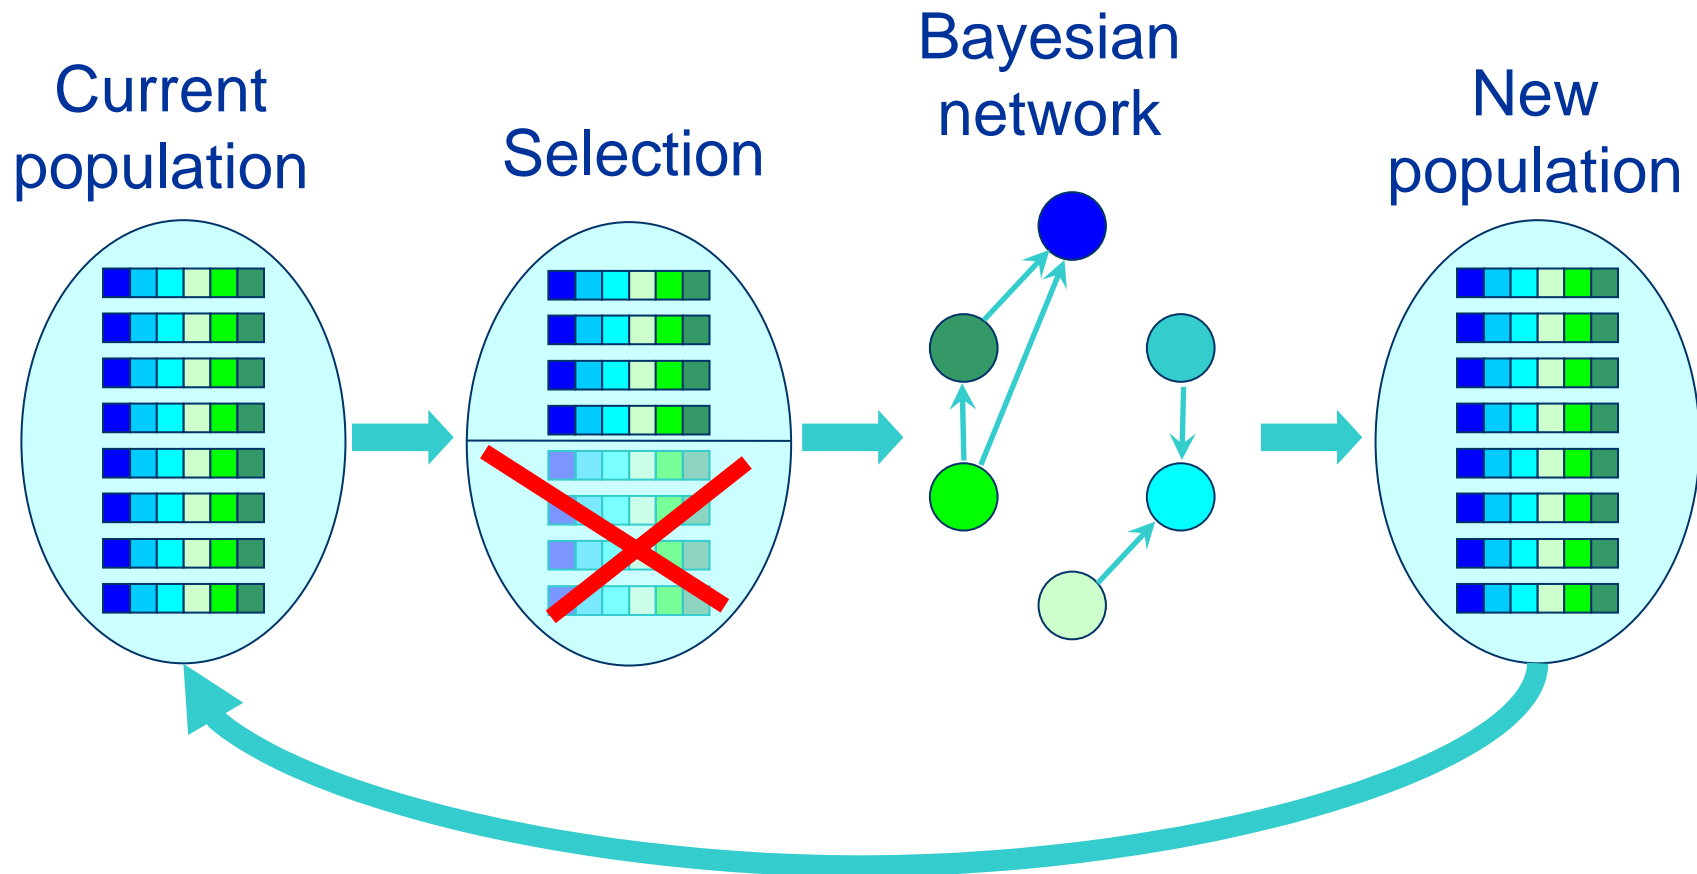 Current
population
Selection
Bayesian
network
New
population